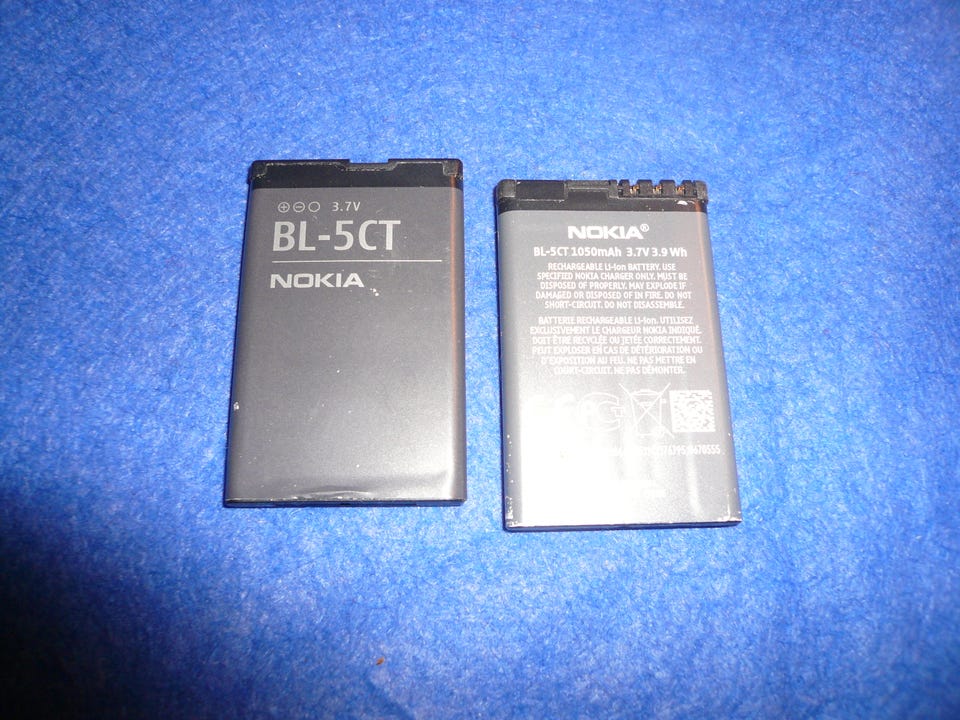 ⊕⊖○ 3.7V
BL-5CT
NOKIA
NOKIA®
BL-5CT 1050mAh 3.7V 3.9 Wh
RECHARGEABLE Li-Ion BATTERY. USE
SPECIFIED NOKIA CHARGER ONLY. MUST BE
DISPOSED OF PROPERLY. MAY EXPLODE IF
DAMAGED OR DISPOSED OF IN FIRE. DO NOT
SHORT-CIRCUIT. DO NOT DISASSEMBLE.
BATTERIE RECHARGEABLE Li-Ion. UTILISEZ
EXCLUSIVEMENT LE CHARGEUR NOKIA INDIQUÉ.
DOIT ÊTRE RECYCLÉE OU JETÉE CORRECTEMENT.
PEUT EXPLOSER EN CAS DE DÉTÉRIORATION OU
D'EXPOSITION AU FEU. NE PAS METTRE EN
COURT-CIRCUIT. NE PAS DÉMONTER.